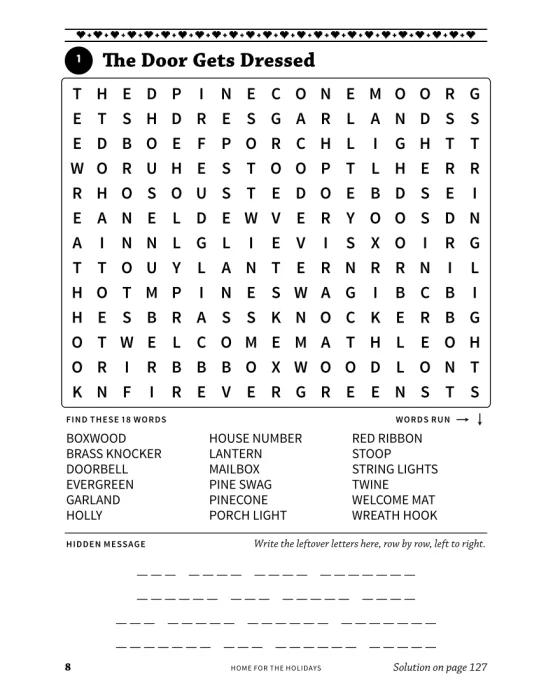 1 The Door Gets Dressed
T H E D P I N E C O N E M O O R G
E T S H D R E S G A R L A N D S S
E D B O E F P O R C H L I G H T T
W O R U H E S T O O P T L H E R R
R H O S O U S T E D O E B D S E I
E A N E L D E W V E R Y O O S D N
A I N N L G L I E V I S X O I R G
T T O U Y L A N T E R N R R N I L
H O T M P I N E S W A G I B C B I
H E S B R A S S K N O C K E R B G
O T W E L C O M E M A T H L E O H
O R I R B B B O X W O O D L O N T
K N F I R E V E R G R E E N S T S
FIND THESE 18 WORDS WORDS RUN → ↓
BOXWOOD HOUSE NUMBER RED RIBBON
BRASS KNOCKER LANTERN STOOP
DOORBELL MAILBOX STRING LIGHTS
EVERGREEN PINE SWAG TWINE
GARLAND PINECONE WELCOME MAT
HOLLY PORCH LIGHT WREATH HOOK
HIDDEN MESSAGE Write the leftover letters here, row by row, left to right.
8 HOME FOR THE HOLIDAYS Solution on page 127